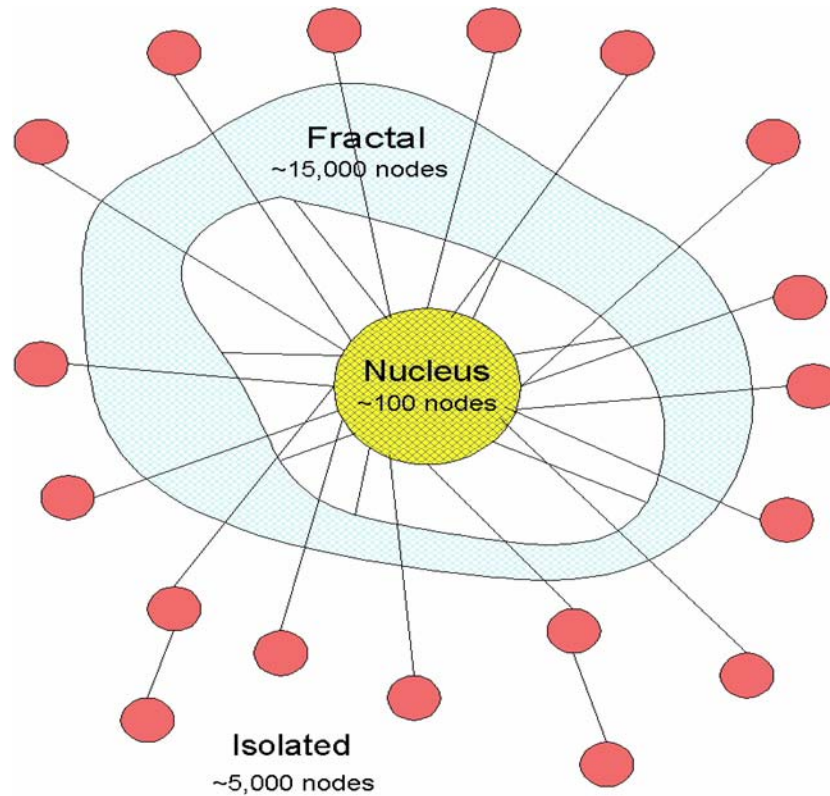 Fractal
~15,000 nodes
Nucleus
~100 nodes
Isolated
~5,000 nodes